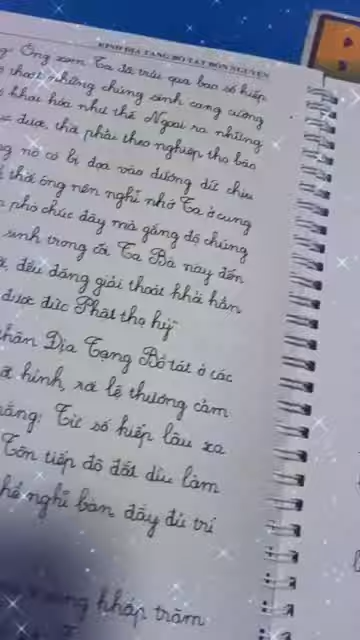 KINH ĐỊA TẠNG BỒ TÁT BỔN NGUYỆN
Ông xem Ta đã trải qua bao số kiếp
thoát những chúng sinh cang cường
khai hóa như thế Ngoài ra những
được, thì phải theo nghiệp thọ báo
nó có bị đọa vào đường dữ chịu
thời ông nên nghĩ nhớ Ta ở cung
phó chúc đây mà gắng độ chúng
sinh trong cõi Ta Bà này đến
đều đặng giải thoát khỏi hẳn
được đức Phật thọ ký
thân Địa Tạng Bồ tát ở các
hình, rơi lệ thương cảm
rằng: Từ số kiếp lâu xa
Tôn tiếp độ dắt dìu làm
nghĩ bàn đầy đủ trí
khắp trăm